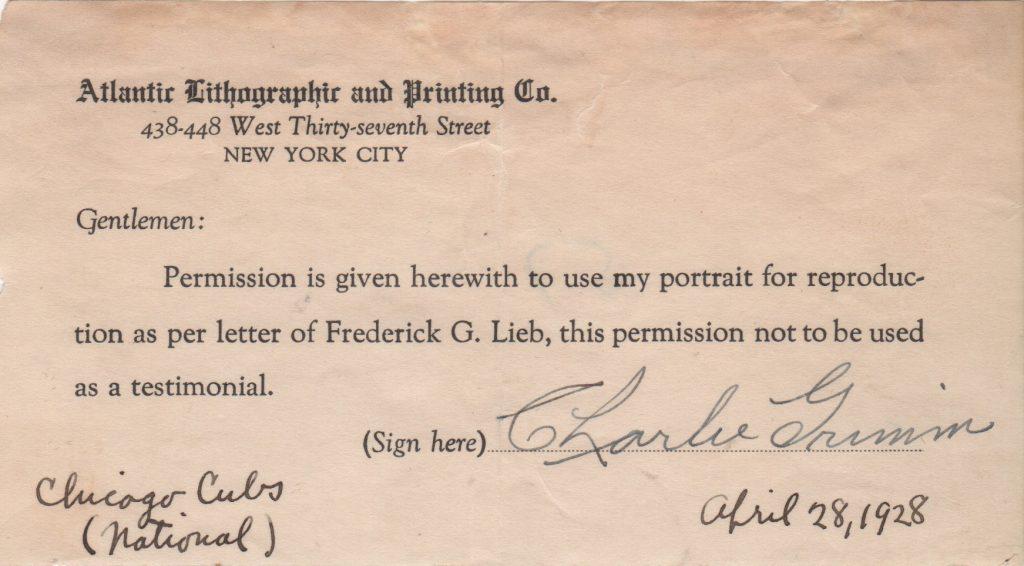 Atlantic Lithographic and Printing Co.
438-448 West Thirty-seventh Street
NEW YORK CITY
Gentlemen:
Permission is given herewith to use my portrait for reproduc-
tion as per letter of Frederick G. Lieb, this permission not to be used
as a testimonial.
(Sign here) Charlie Grimm
Chicago Cubs
(National)
April 28, 1928